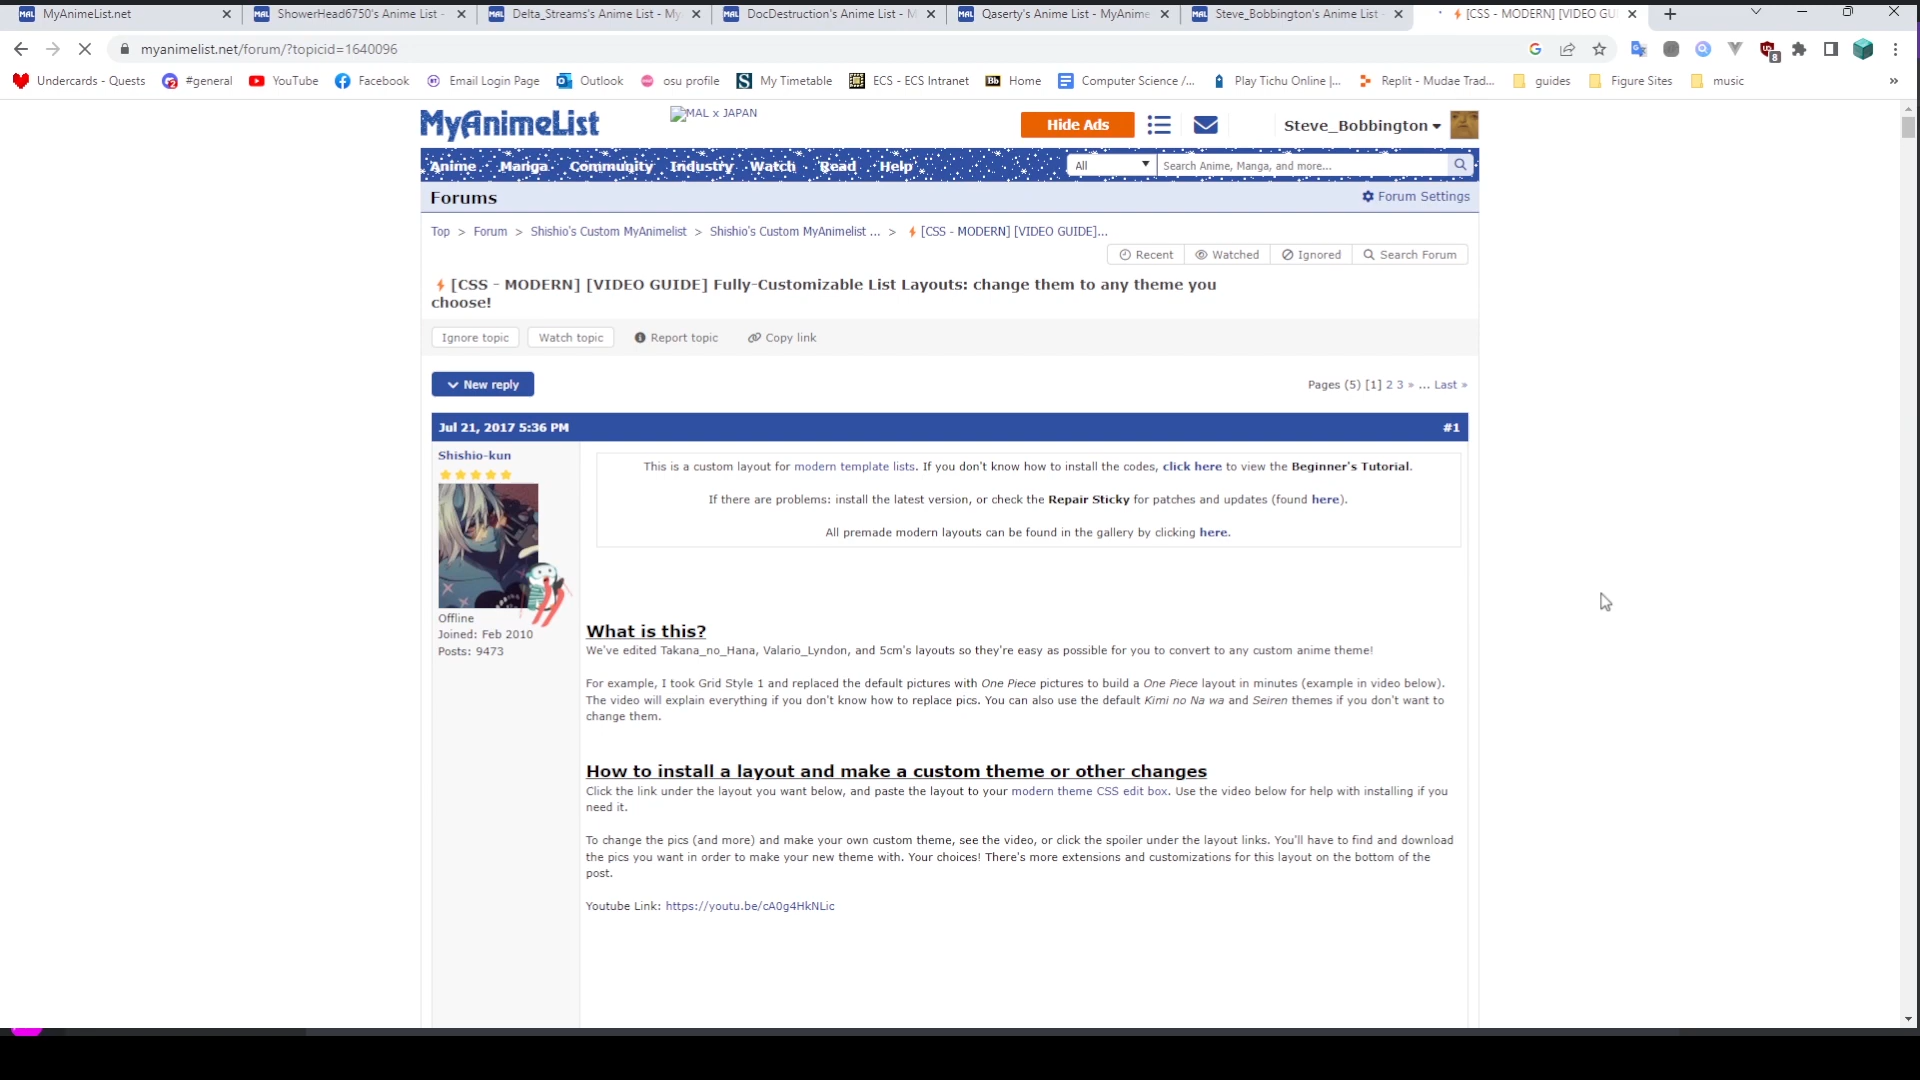 MyAnimeList.net
ShowerHead6750's Anime List -
Delta_Streams's Anime List - My
DocDestruction's Anime List - M
Qaserty's Anime List - MyAnime
Steve_Bobbington's Anime List -
[CSS - MODERN] [VIDEO GU
myanimelist.net/forum/?topicid=1640096
8
Undercards - Quests
#general
YouTube
Facebook
Email Login Page
Outlook
osu profile
My Timetable
ECS - ECS Intranet
Home
Computer Science /...
Play Tichu Online |...
Replit - Mudae Trad...
guides
Figure Sites
music
»
MyAnimeList
MAL x JAPAN
Hide Ads
Steve_Bobbington
Anime Manga Community Industry Watch Read Help
All
Search Anime, Manga, and more...
Forums
Forum Settings
Top > Forum > Shishio's Custom MyAnimelist > Shishio's Custom MyAnimelist ... > [CSS - MODERN] [VIDEO GUIDE]...
Recent Watched Ignored Search Forum
[CSS - MODERN] [VIDEO GUIDE] Fully-Customizable List Layouts: change them to any theme you
choose!
Ignore topic Watch topic Report topic Copy link
New reply
Pages (5) [1] 2 3 » ... Last »
Jul 21, 2017 5:36 PM
#1
Shishio-kun
Offline
Joined: Feb 2010
Posts: 9473
This is a custom layout for modern template lists. If you don't know how to install the codes, click here to view the Beginner's Tutorial.
If there are problems: install the latest version, or check the Repair Sticky for patches and updates (found here).
All premade modern layouts can be found in the gallery by clicking here.
What is this?
We've edited Takana_no_Hana, Valario_Lyndon, and 5cm's layouts so they're easy as possible for you to convert to any custom anime theme!
For example, I took Grid Style 1 and replaced the default pictures with One Piece pictures to build a One Piece layout in minutes (example in video below).
The video will explain everything if you don't know how to replace pics. You can also use the default Kimi no Na wa and Seiren themes if you don't want to
change them.
How to install a layout and make a custom theme or other changes
Click the link under the layout you want below, and paste the layout to your modern theme CSS edit box. Use the video below for help with installing if you
need it.
To change the pics (and more) and make your own custom theme, see the video, or click the spoiler under the layout links. You'll have to find and download
the pics you want in order to make your new theme with. Your choices! There's more extensions and customizations for this layout on the bottom of the
post.
Youtube Link: https://youtu.be/cA0g4HkNLic